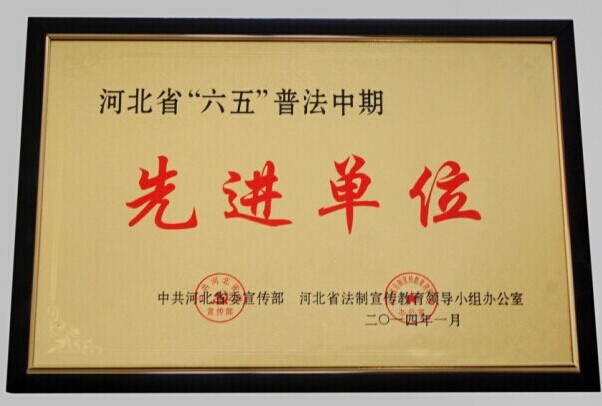 河北省“六五”普法中期
先进单位
中共河北省委宣传部 河北省法制宣传教育领导小组办公室
二〇一四年一月